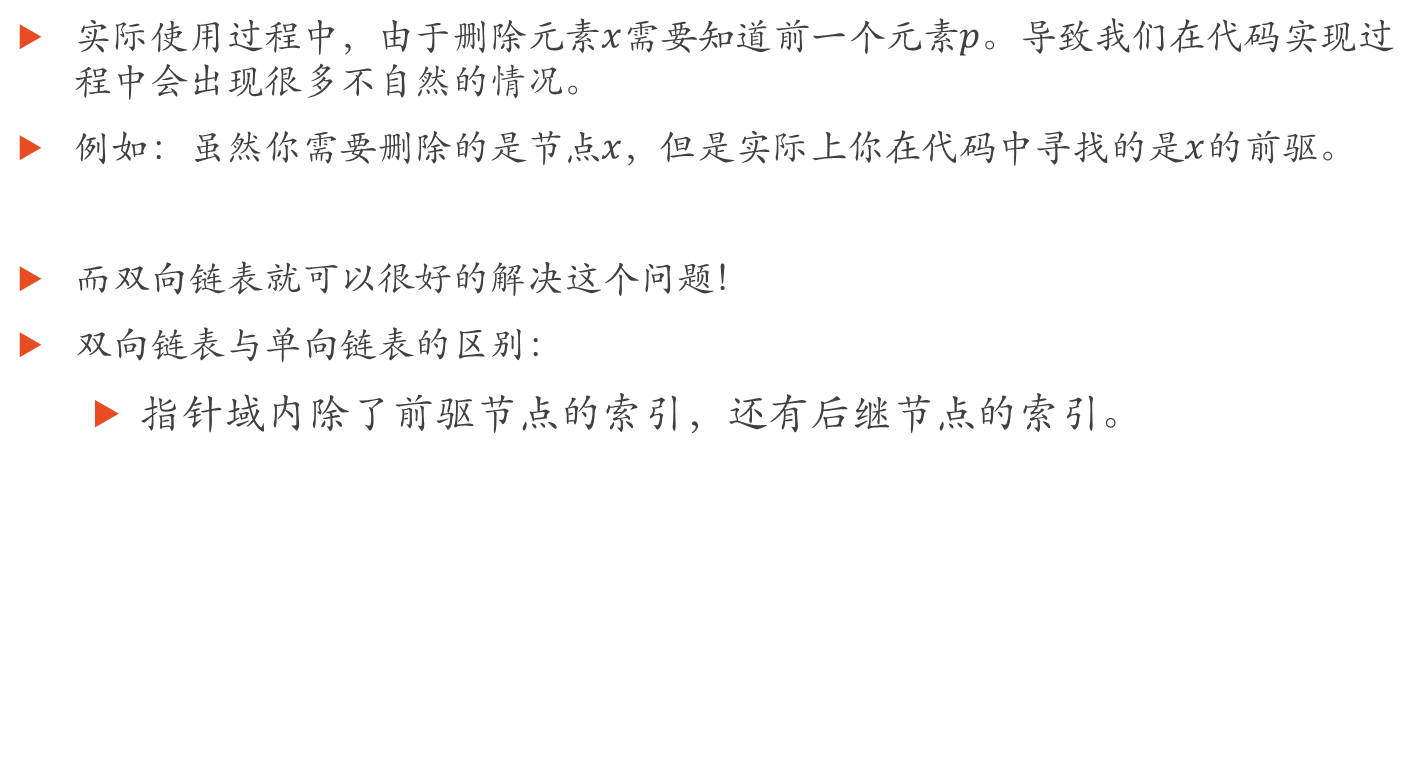 实际使用过程中，由于删除元素x需要知道前一个元素p。导致我们在代码实现过
程中会出现很多不自然的情况。
例如：虽然你需要删除的是节点x，但是实际上你在代码中寻找的是x的前驱。
而双向链表就可以很好的解决这个问题！
双向链表与单向链表的区别：
指针域内除了前驱节点的索引，还有后继节点的索引。